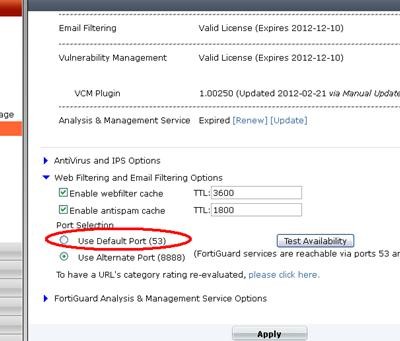 Email Filtering Valid License (Expires 2012-12-10)
Vulnerability Management Valid License (Expires 2012-12-10)
VCM Plugin 1.00250 (Updated 2012-02-21 via Manual Update
Analysis & Management Service Expired [Renew] [Update]
age
AntiVirus and IPS Options
Web Filtering and Email Filtering Options
Enable webfilter cache TTL: 3600
Enable antispam cache TTL: 1800
Port Selection
Use Default Port (53) Test Availability
Use Alternate Port (8888) (FortiGuard services are reachable via ports 53 an
To have a URL's category rating re-evaluated, please click here.
FortiGuard Analysis & Management Service Options
Apply